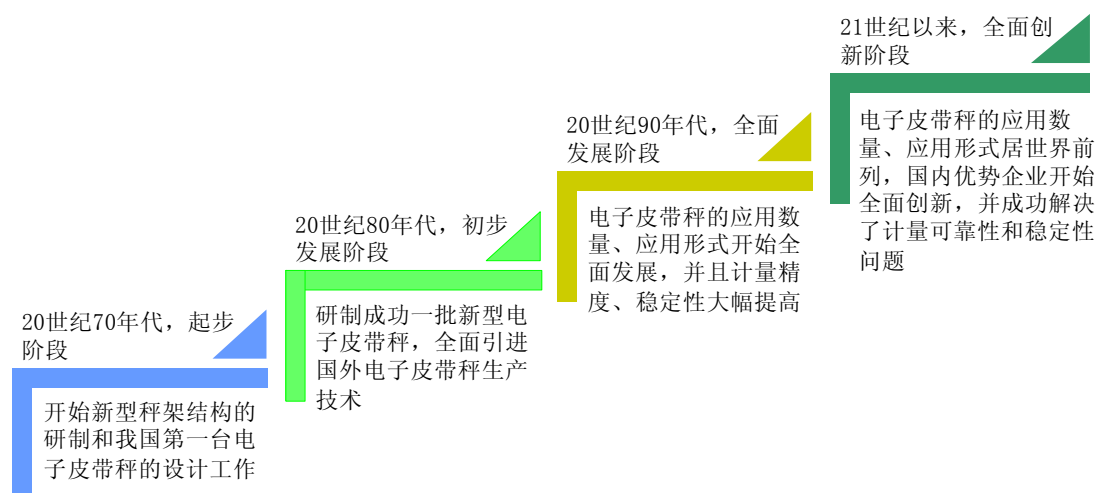 20世纪70年代，起步
阶段
开始新型秤架结构的
研制和我国第一台电
子皮带秤的设计工作
20世纪80年代，初步
发展阶段
研制成功一批新型电
子皮带秤，全面引进
国外电子皮带秤生产
技术
20世纪90年代，全面
发展阶段
电子皮带秤的应用数
量、应用形式开始全
面发展，并且计量精
度、稳定性大幅提高
21世纪以来，全面创
新阶段
电子皮带秤的应用数
量、应用形式居世界前
列，国内优势企业开始
全面创新，并成功解决
了计量可靠性和稳定性
问题